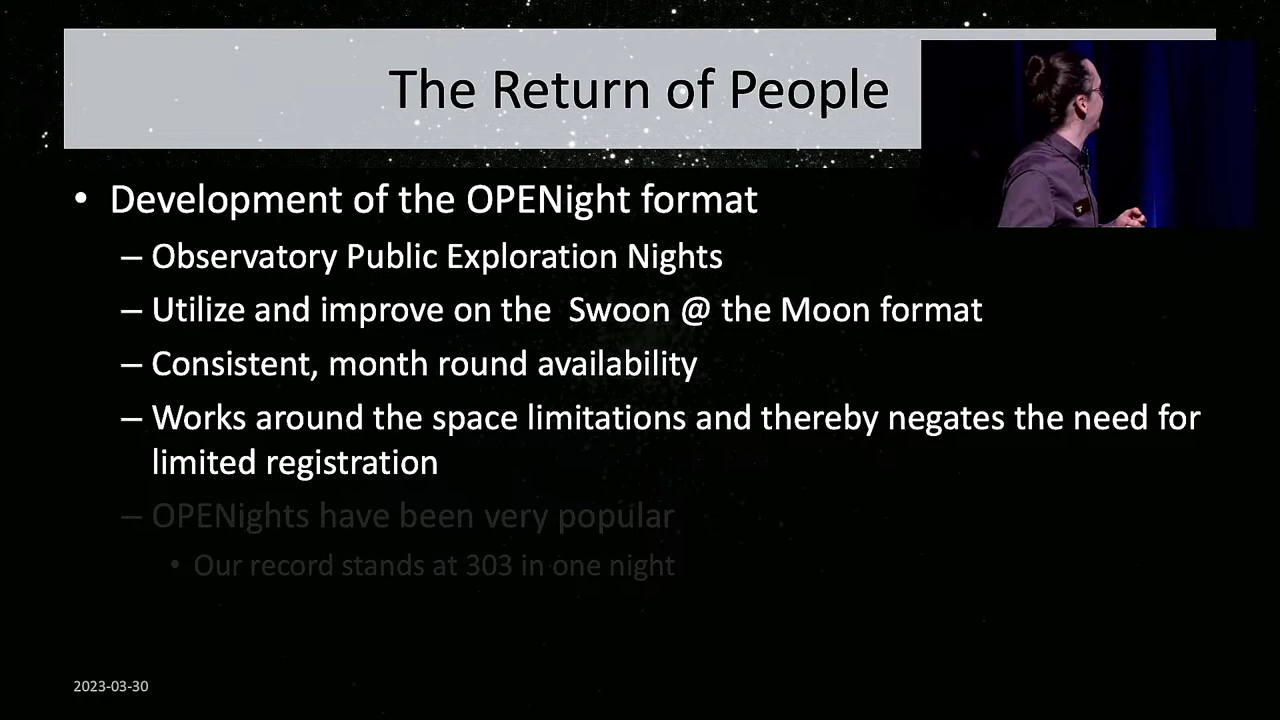 The Return of People
• Development of the OPENight format
– Observatory Public Exploration Nights
– Utilize and improve on the  Swoon @ the Moon format
– Consistent, month round availability
– Works around the space limitations and thereby negates the need for
limited registration
– OPENights have been very popular
• Our record stands at 303 in one night
2023-03-30